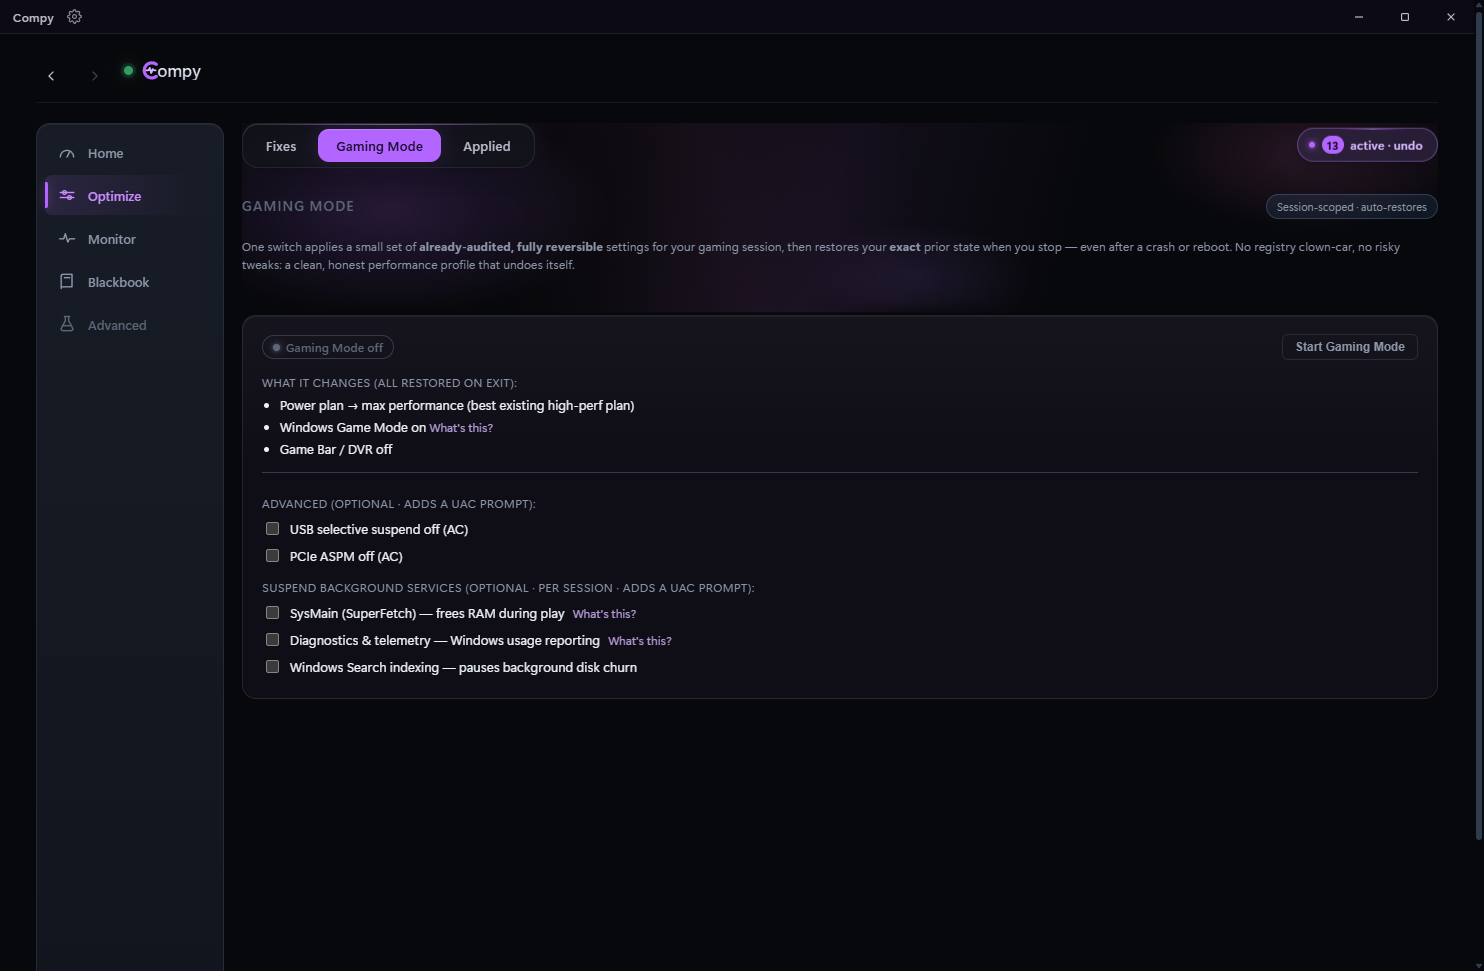 Compy
Compy
Home
Optimize
Monitor
Blackbook
Advanced
Fixes
Gaming Mode
Applied
13 active · undo
GAMING MODE
Session-scoped · auto-restores
One switch applies a small set of already-audited, fully reversible settings for your gaming session, then restores your exact prior state when you stop — even after a crash or reboot. No registry clown-car, no risky
tweaks: a clean, honest performance profile that undoes itself.
Gaming Mode off
Start Gaming Mode
WHAT IT CHANGES (ALL RESTORED ON EXIT):
• Power plan → max performance (best existing high-perf plan)
• Windows Game Mode on What's this?
• Game Bar / DVR off
ADVANCED (OPTIONAL · ADDS A UAC PROMPT):
USB selective suspend off (AC)
PCIe ASPM off (AC)
SUSPEND BACKGROUND SERVICES (OPTIONAL · PER SESSION · ADDS A UAC PROMPT):
SysMain (SuperFetch) — frees RAM during play What's this?
Diagnostics & telemetry — Windows usage reporting What's this?
Windows Search indexing — pauses background disk churn